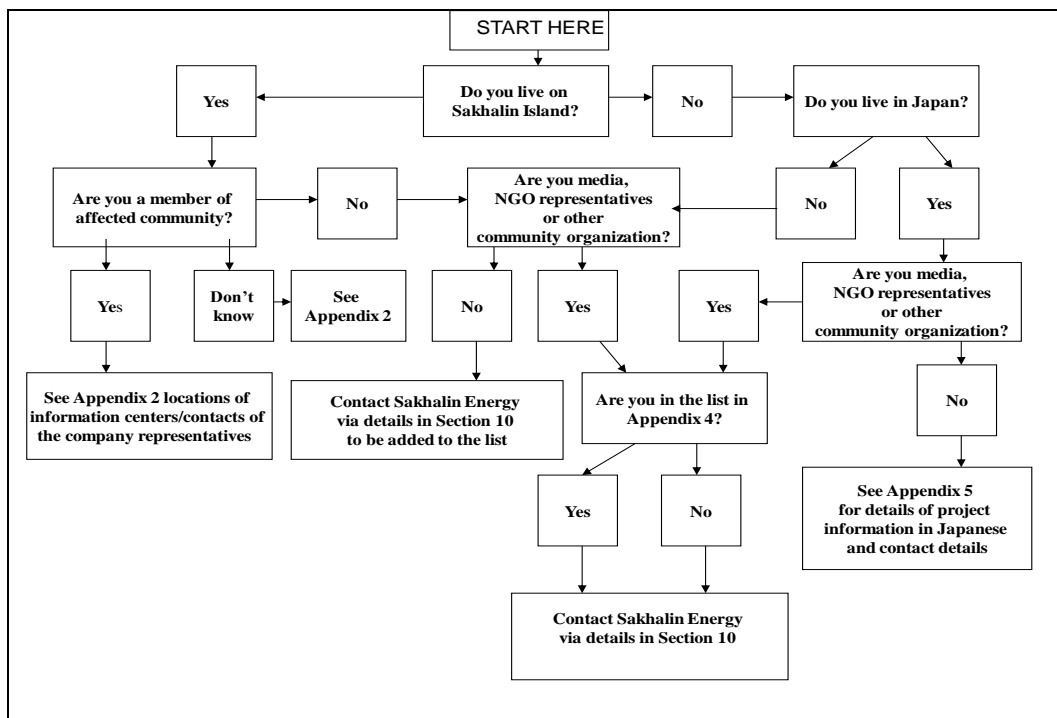 START HERE
Yes
Do you live on
Sakhalin Island?
No
Do you live in Japan?
Are you a member of
affected community?
No
Are you media,
NGO representatives
or other
community organization?
No
Yes
Yes
Don't
know
See
Appendix 2
No
Yes
Yes
Are you media,
NGO representatives
or other
community organization?
See Appendix 2 locations of
information centers/contacts of
the company representatives
Contact Sakhalin Energy
via details in Section 10
to be added to the list
Are you in the list in
Appendix 4?
No
Yes
No
See Appendix 5
for details of project
information in Japanese
and contact details
Contact Sakhalin Energy
via details in Section 10